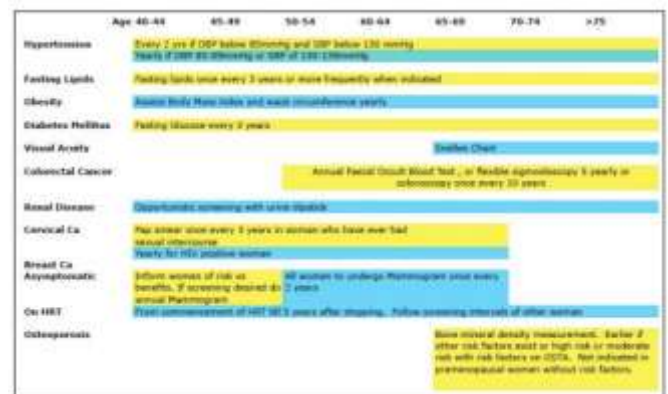 Age 40-44 45-49 50-54 60-64 65-69 70-74 >75
Hypertension Every 2 yrs if DBP below 80mmHg and SBP below 130 mmHg
Yearly if DBP 80-89mmHg or SBP of 130-139mmHg
Fasting Lipids Fasting lipids once every 3 years or more frequently when indicated
Obesity Assess Body Mass Index and waist circumference yearly
Diabetes Mellitus Fasting Glucose every 3 years
Visual Acuity Snellen Chart
Colorectal Cancer Annual Faecal Occult Blood Test , or flexible sigmoidoscopy 5 yearly or
colonoscopy once every 10 years
Renal Disease Opportunistic screening with urine dipstick
Cervical Ca Pap smear once every 3 years in women who have ever had
sexual intercourse
Yearly for HIV positive women
Breast Ca
Asymptomatic Inform women of risk vs All women to undergo Mammogram once every
benefits. If screening desired do 2 years
annual Mammogram
On HRT From commencement of HRT till 5 years after stopping. Follow screening intervals of other women
Osteoporosis Bone mineral density measurement. Earlier if
other risk factors exist or high risk or moderate
risk with risk factors on OSTA. Not indicated in
premenopausal women without risk factors.